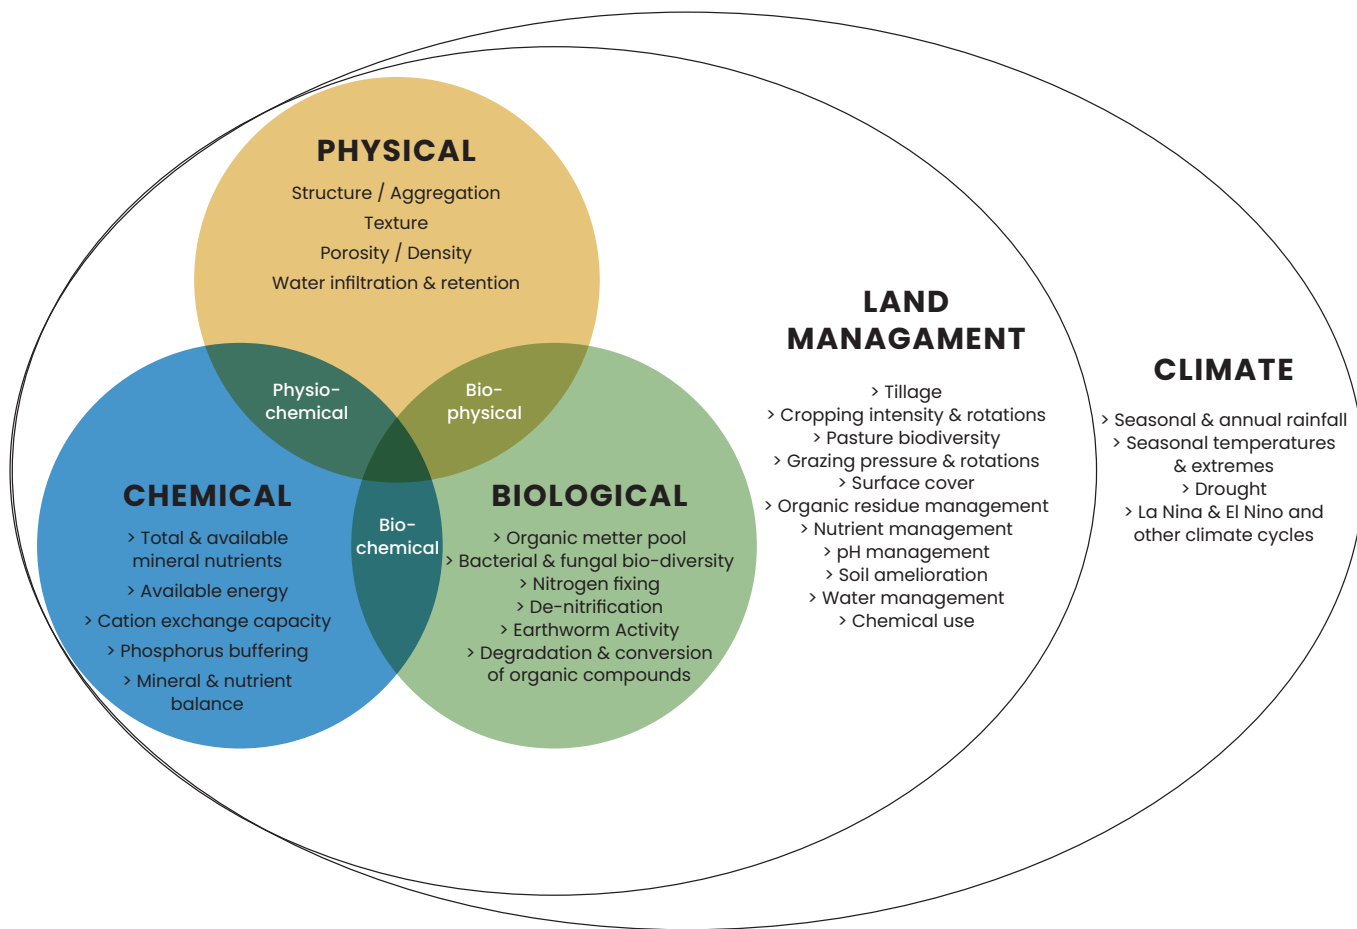 PHYSICAL
Structure / Aggregation
Texture
Porosity / Density
Water infiltration & retention
Physio-
chemical
Bio-
physical
CHEMICAL
> Total & available
mineral nutrients
> Available energy
> Cation exchange capacity
> Phosphorus buffering
> Mineral & nutrient
balance
Bio-
chemical
BIOLOGICAL
> Organic metter pool
> Bacterial & fungal bio-diversity
> Nitrogen fixing
> De-nitrification
> Earthworm Activity
> Degradation & conversion
of organic compounds
LAND
MANAGAMENT
> Tillage
> Cropping intensity & rotations
> Pasture biodiversity
> Grazing pressure & rotations
> Surface cover
> Organic residue management
> Nutrient management
> pH management
> Soil amelioration
> Water management
> Chemical use
CLIMATE
> Seasonal & annual rainfall
> Seasonal temperatures
& extremes
> Drought
> La Nina & El Nino and
other climate cycles